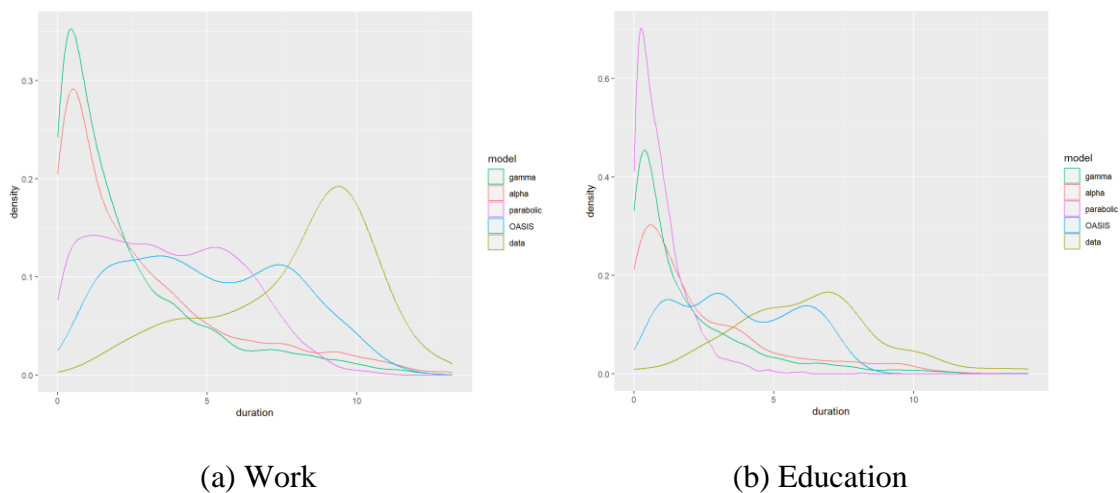 0.3
0.2
0.1
0.0
density
0
5
10
duration
model
gamma
alpha
parabolic
OASIS
data
(a) Work
0.6
0.4
0.2
0.0
density
0
5
10
duration
model
gamma
alpha
parabolic
OASIS
data
(b) Education